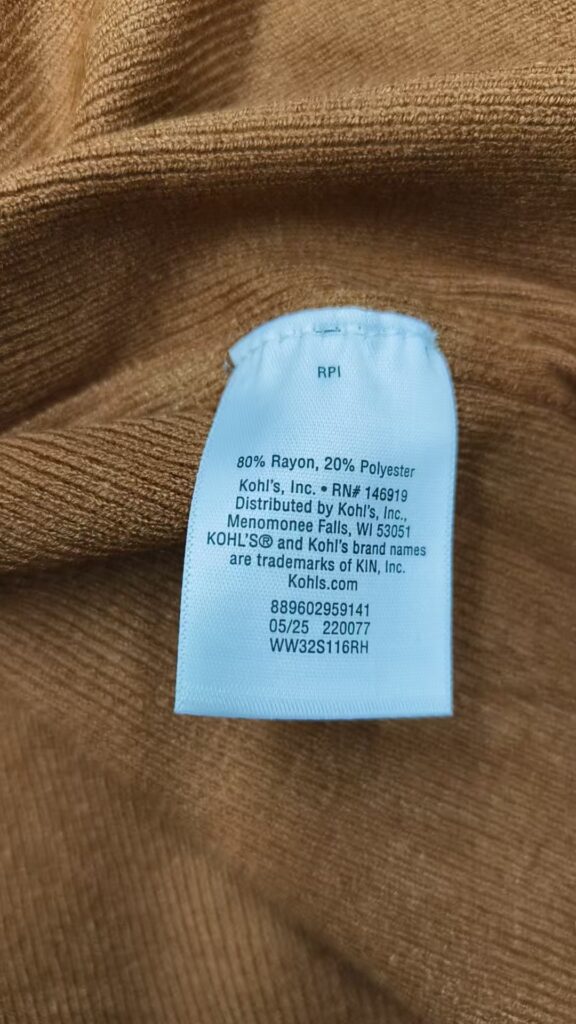 RPI
80% Rayon, 20% Polyester
Kohl's, Inc. • RN# 146919
Distributed by Kohl's, Inc.,
Menomonee Falls, WI 53051
KOHL'S® and Kohl's brand names
are trademarks of KIN, Inc.
Kohls.com
889602959141
05/25 220077
WW32S116RH